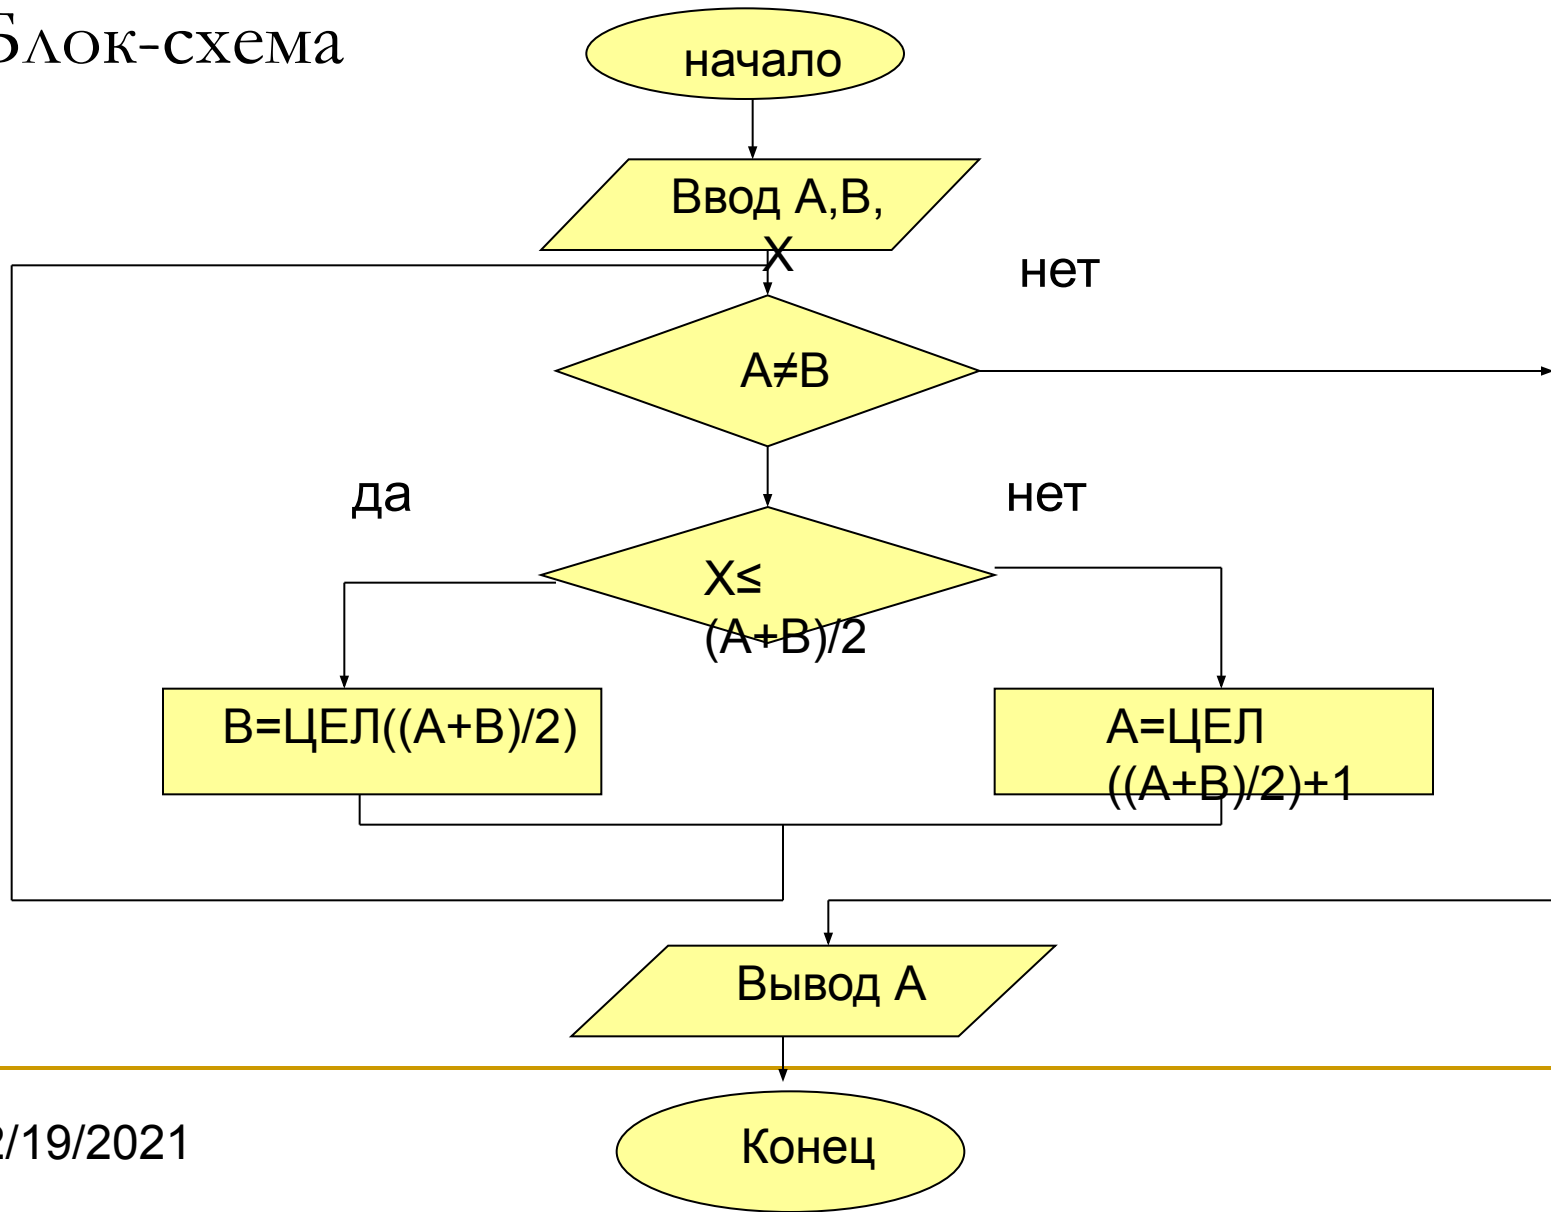 Блок-схема
начало
Ввод А,В,
Х
нет
А≠В
да
нет
Х≤
(А+В)/2
В=ЦЕЛ((А+В)/2)
А=ЦЕЛ
((А+В)/2)+1
Вывод А
2/19/2021
Конец